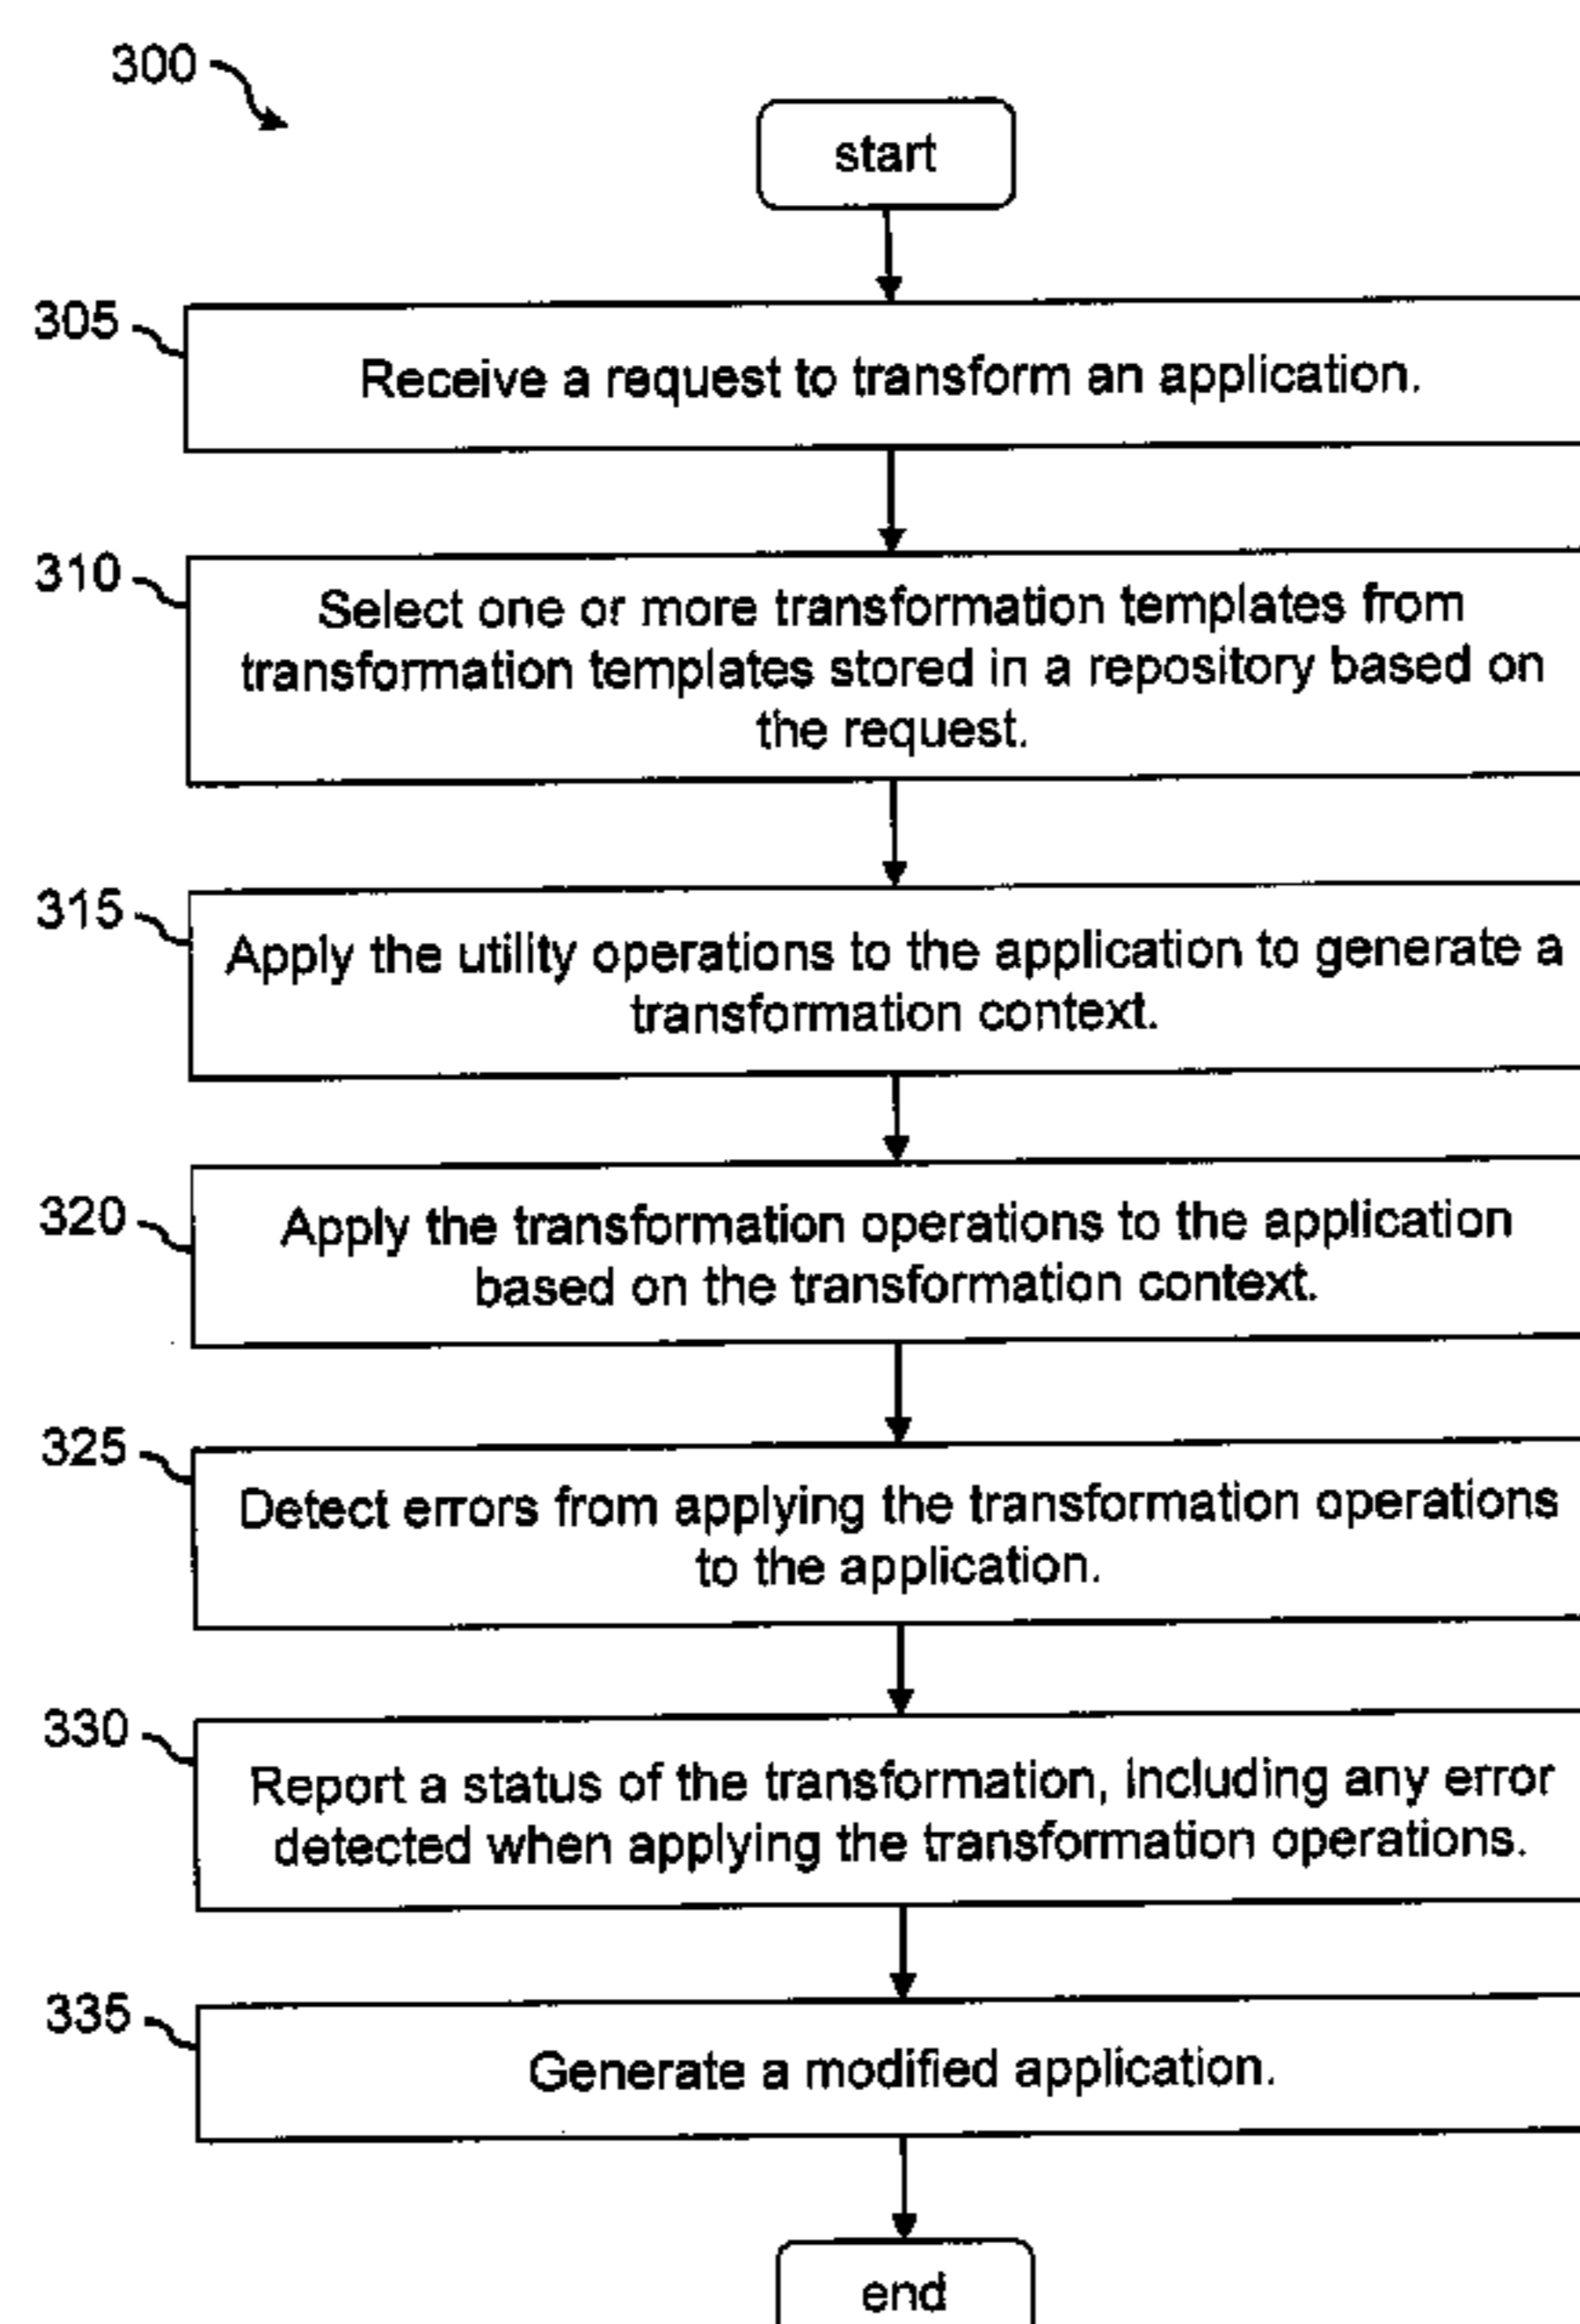 300
start
305
Receive a request to transform an application.
310
Select one or more transformation templates from
transformation templates stored in a repository based on
the request.
315
Apply the utility operations to the application to generate a
transformation context.
320
Apply the transformation operations to the application
based on the transformation context.
325
Detect errors from applying the transformation operations
to the application.
330
Report a status of the transformation, including any error
detected when applying the transformation operations.
335
Generate a modified application.
end